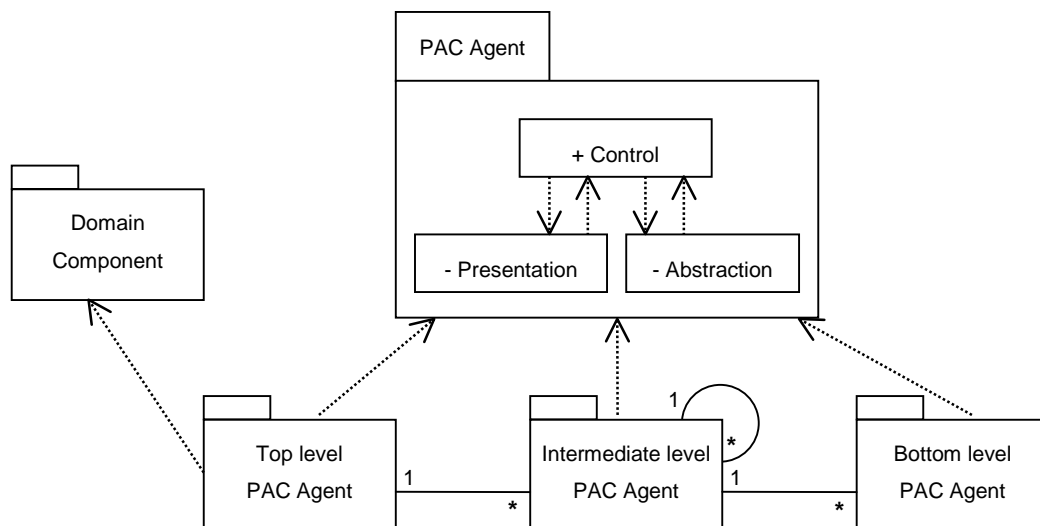 PAC Agent
+ Control
- Presentation
- Abstraction
Domain
Component
Top level
PAC Agent
1
*
Intermediate level
PAC Agent
1
*
1
*
Bottom level
PAC Agent